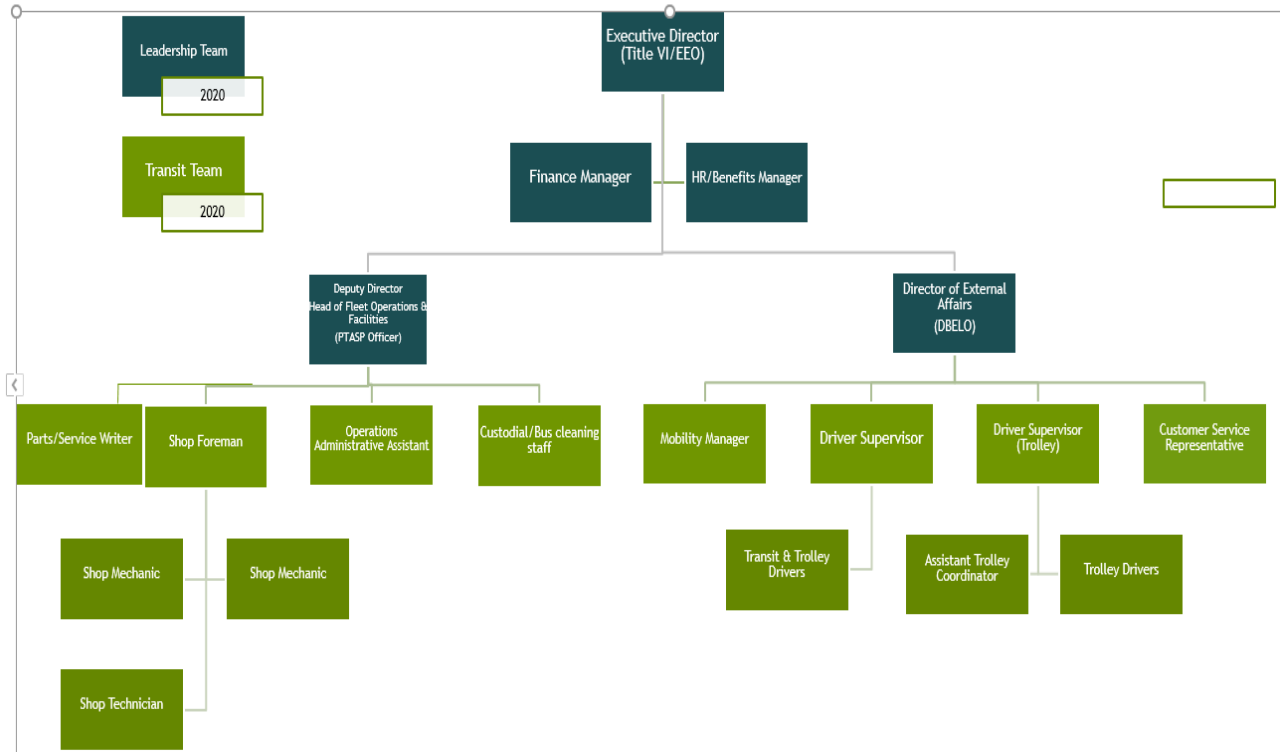 Executive Director
(Title VI/EEO)
Leadership Team
2020
Transit Team
2020
Finance Manager
HR/Benefits Manager
Deputy Director
Head of Fleet Operations &
Facilities
(PTASP Officer)
Director of External
Affairs
(DBELO)
Parts/Service Writer
Shop Foreman
Operations
Administrative Assistant
Custodial/Bus cleaning
staff
Mobility Manager
Driver Supervisor
Driver Supervisor
(Trolley)
Customer Service
Representative
Shop Mechanic
Shop Mechanic
Transit & Trolley
Drivers
Assistant Trolley
Coordinator
Trolley Drivers
Shop Technician